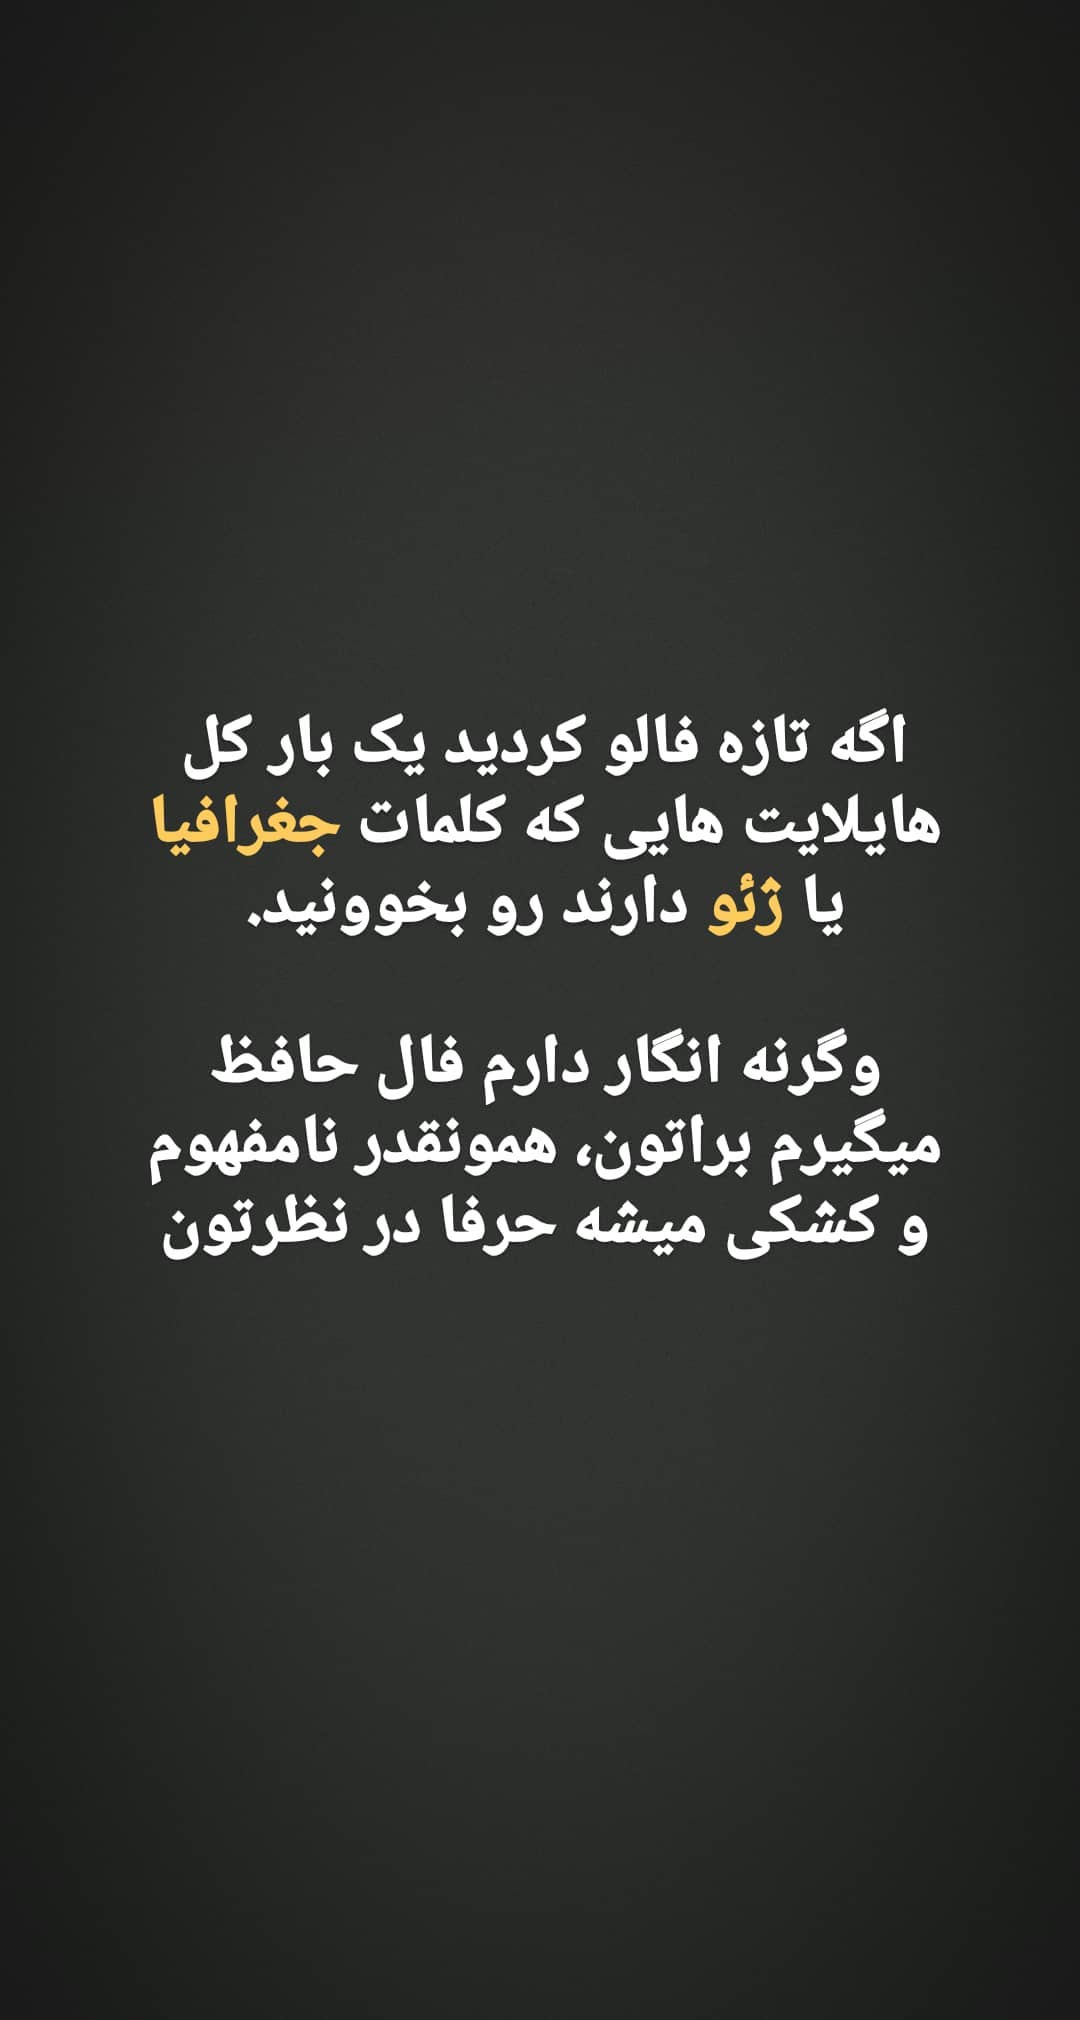 اگه تازه فالو کردید یک بار کل
هایلایت هایی که کلمات جغرافیا
یا ژئو دارند رو بخوونید.
وگرنه انگار دارم فال حافظ
میگیرم براتون، همونقدر نامفهوم
و کشکی میشه حرفا در نظرتون